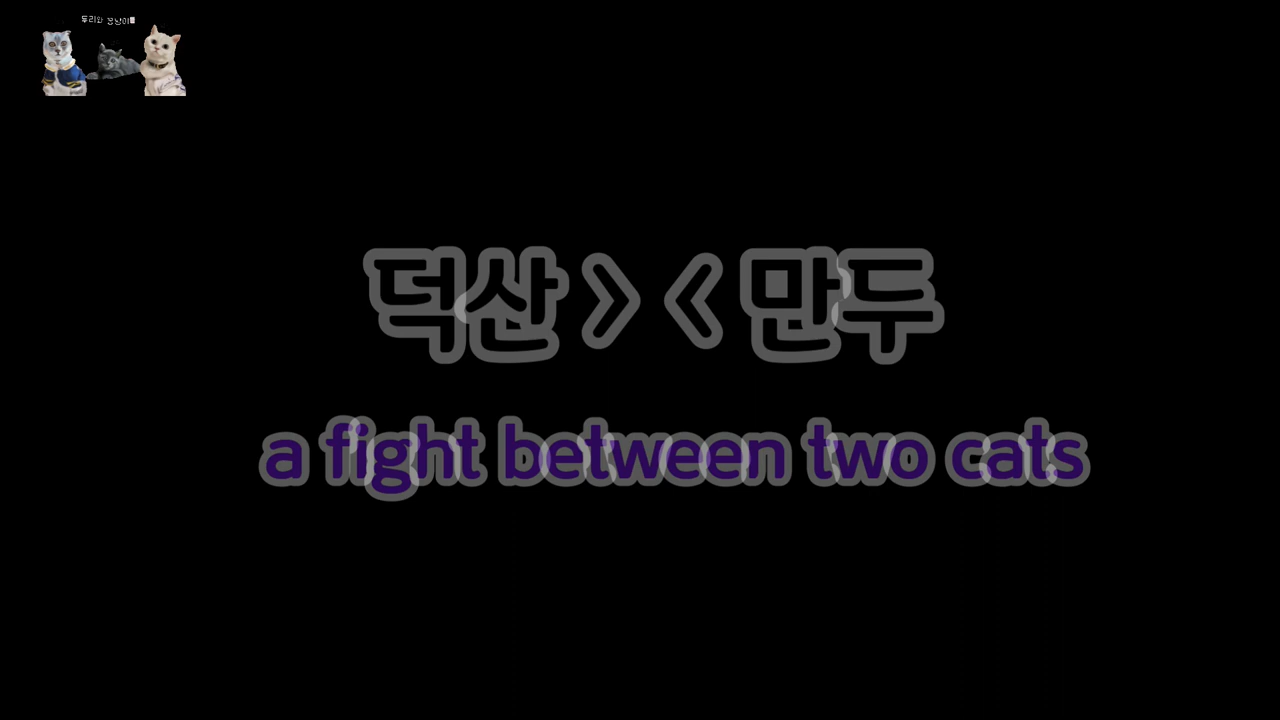 덕산 > < 만두
a fight between two cats